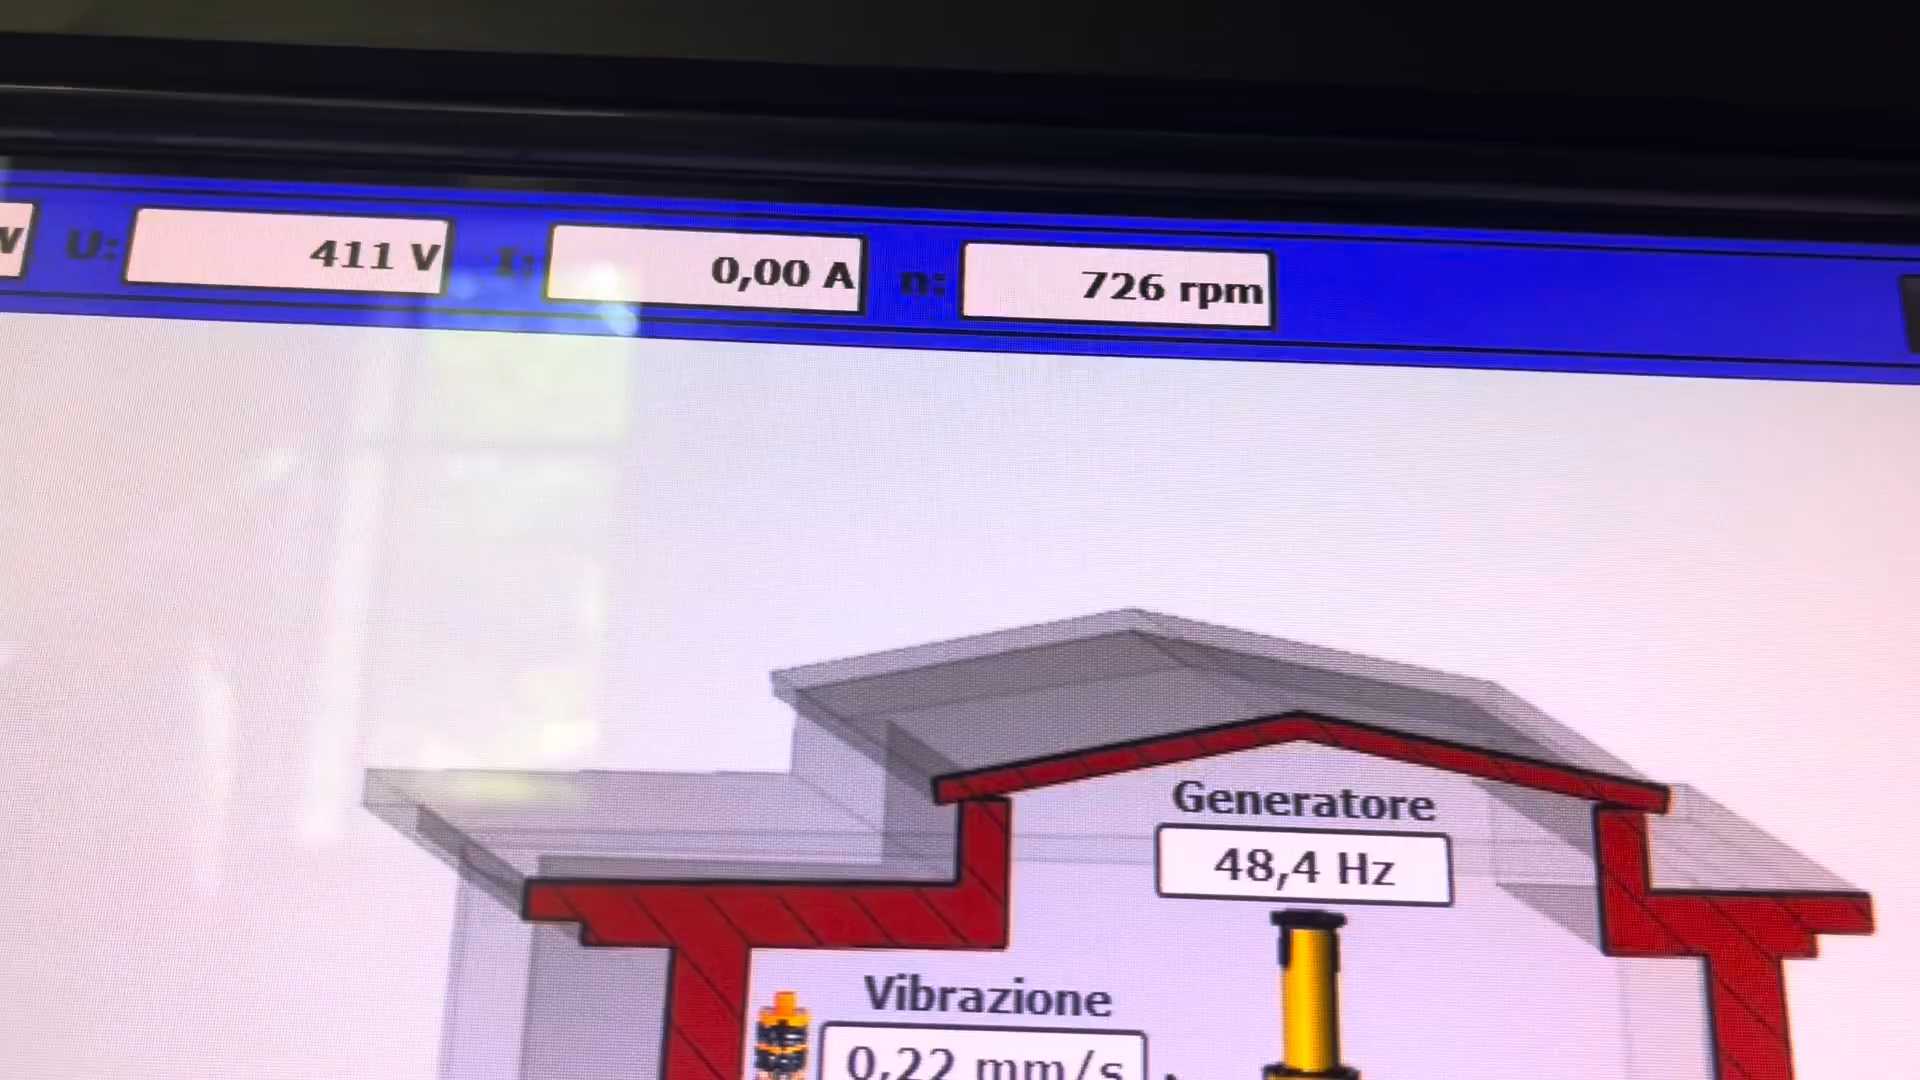 W U: 411 V I: 0,00 A n: 726 rpm
Generatore
48,4 Hz
Vibrazione
0,22 mm/s